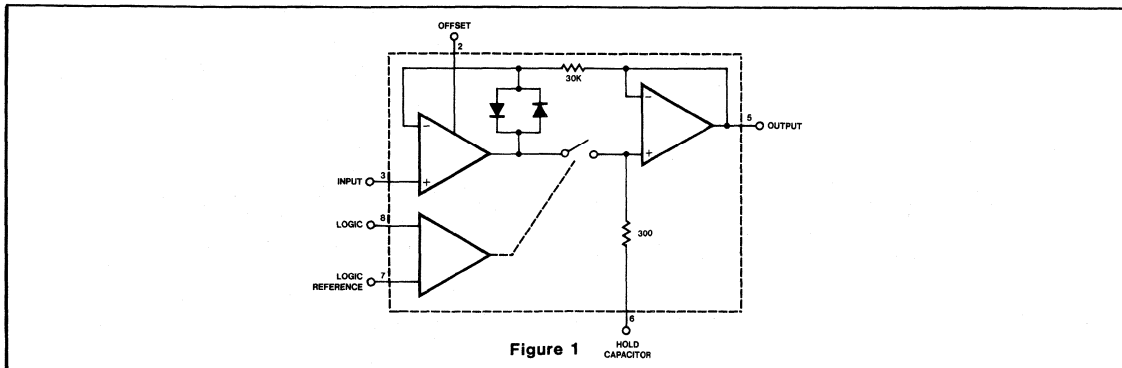 OFFSET
2
30K
−
5
OUTPUT
−
+
INPUT
3
+
LOGIC
8
300
LOGIC
REFERENCE
7
6
HOLD
CAPACITOR
Figure 1